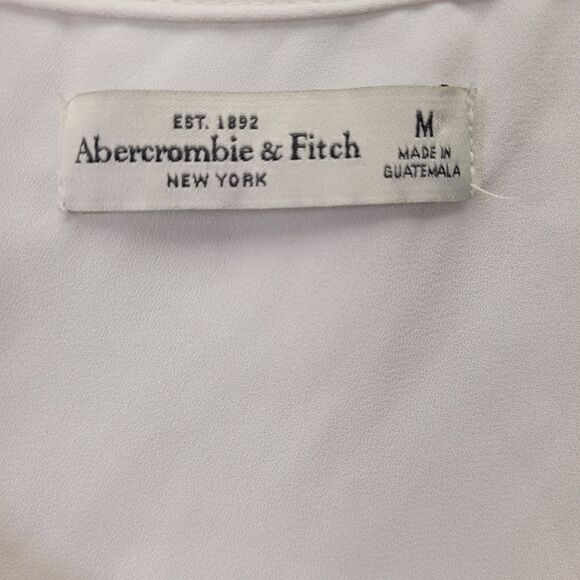 EST. 1892
Abercrombie & Fitch
NEW YORK
M
MADE IN
GUATEMALA